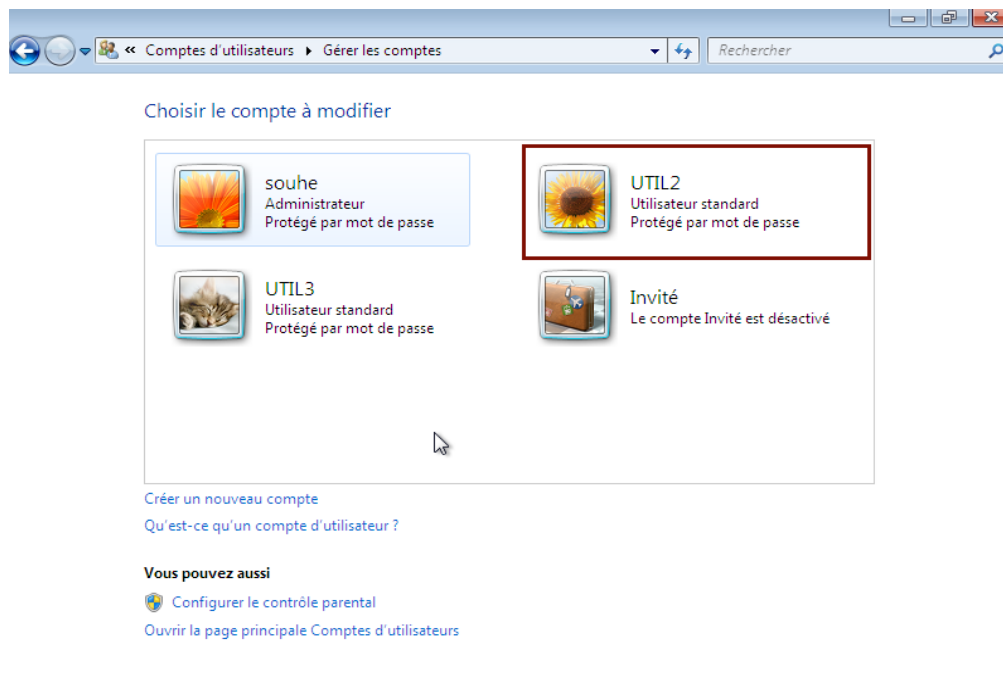 « Comptes d'utilisateurs ▸ Gérer les comptes
Rechercher
Choisir le compte à modifier
souhe
Administrateur
Protégé par mot de passe
UTIL2
Utilisateur standard
Protégé par mot de passe
UTIL3
Utilisateur standard
Protégé par mot de passe
Invité
Le compte Invité est désactivé
Créer un nouveau compte
Qu'est-ce qu'un compte d'utilisateur ?
Vous pouvez aussi
Configurer le contrôle parental
Ouvrir la page principale Comptes d'utilisateurs